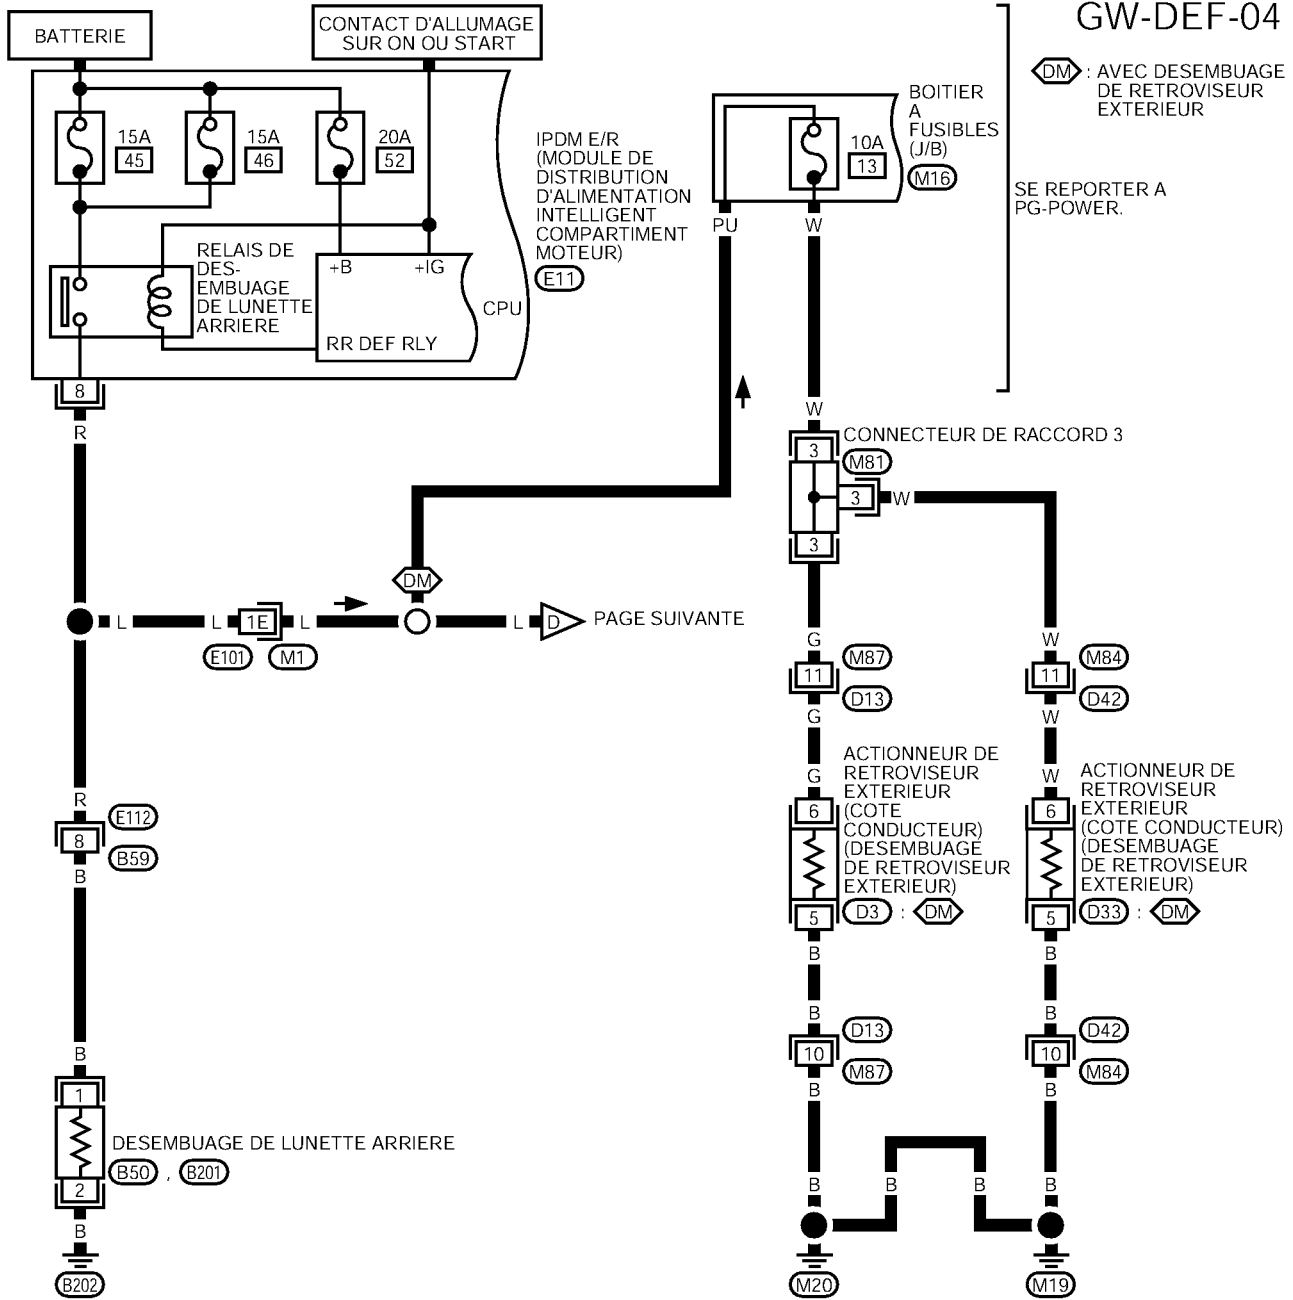 GW-DEF-04
BATTERIE
CONTACT D'ALLUMAGE
SUR ON OU START
DM : AVEC DESEMBUAGE
DE RETROVISEUR
EXTERIEUR
15A
45
15A
46
20A
52
IPDM E/R
(MODULE DE
DISTRIBUTION
D'ALIMENTATION
INTELLIGENT
COMPARTIMENT
MOTEUR)
E11
BOITIER
A
FUSIBLES
(J/B)
M16
10A
13
SE REPORTER A
PG-POWER.
PU
W
RELAIS DE
DES-
EMBUAGE
DE LUNETTE
ARRIERE
+B
+IG
CPU
RR DEF RLY
8
R
W
CONNECTEUR DE RACCORD 3
3
M81
3
W
3
DM
L
L
1E
L
L
D
PAGE SUIVANTE
E101
M1
G
M87
11
D13
G
W
M84
11
D42
W
G
W
ACTIONNEUR DE
RETROVISEUR
EXTERIEUR
(COTE
CONDUCTEUR)
(DESEMBUAGE
DE RETROVISEUR
EXTERIEUR)
D3 : DM
6
5
ACTIONNEUR DE
RETROVISEUR
EXTERIEUR
(COTE CONDUCTEUR)
(DESEMBUAGE
DE RETROVISEUR
EXTERIEUR)
D33 : DM
6
5
R
E112
8
B59
B
B
B
B
B
D13
10
M87
B
B
D42
10
M84
B
B
1
DESEMBUAGE DE LUNETTE ARRIERE
B50 , B201
2
B
B202
B
B
B
B
M20
M19